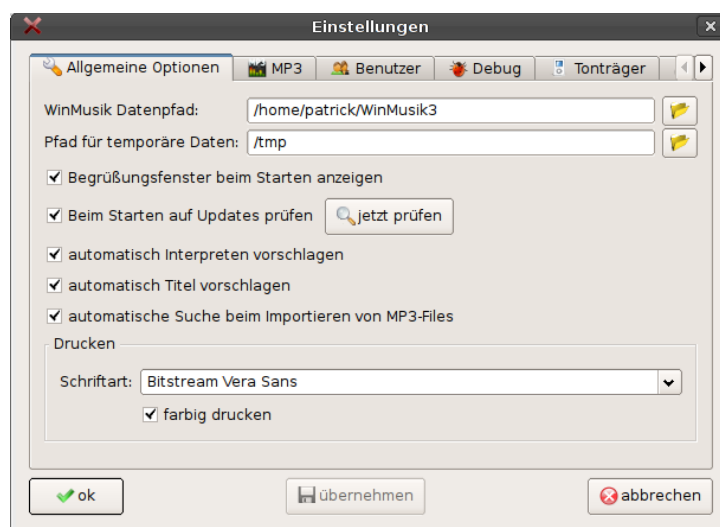 Einstellungen
Allgemeine Optionen MP3 Benutzer Debug Tonträger
WinMusik Datenpfad: /home/patrick/WinMusik3
Pfad für temporäre Daten: /tmp
Begrüßungsfenster beim Starten anzeigen
Beim Starten auf Updates prüfen jetzt prüfen
automatisch Interpreten vorschlagen
automatisch Titel vorschlagen
automatische Suche beim Importieren von MP3-Files
Drucken
Schriftart: Bitstream Vera Sans
farbig drucken
ok übernehmen abbrechen